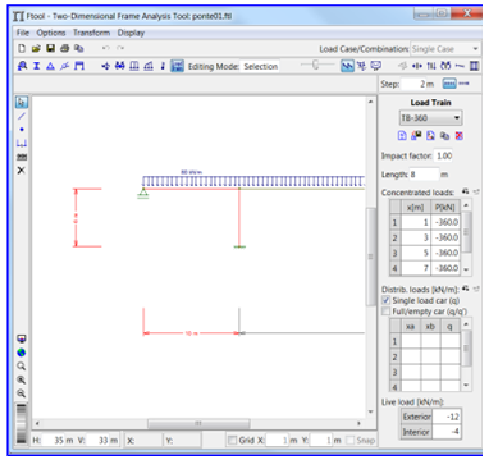 Ftool - Two-Dimensional Frame Analysis Tool: ponte01.ftl
File Options Transform Display
Load Case/Combination: Single Case
Editing Mode: Selection
Step: 2 m
Load Train
TB-360
Impact factor: 1.00
Length: 8 m
Concentrated loads:
x[m] P[kN]
1 1 -360.0
2 3 -360.0
3 5 -360.0
4 7 -360.0
Distrib. loads [kN/m]:
Single load car (q)
Full/empty car (q/q')
xa xb q
1
2
3
4
Live load [kN/m]:
Exterior -12
Interior -4
10 m
H: 35 m V: 33 m X: Y: Grid X: 1 m Y: 1 m Snap